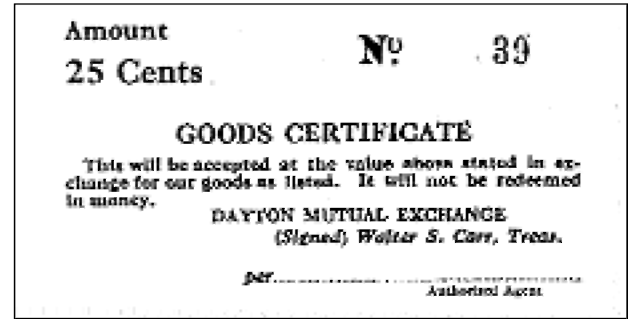 Amount
25 Cents
No. 39
GOODS CERTIFICATE
This will be accepted at the value above stated in ex-
change for our goods as listed. It will not be redeemed
in money.
DAYTON MUTUAL EXCHANGE
(Signed) Walter S. Carr, Treas.
per
Authorized Agent